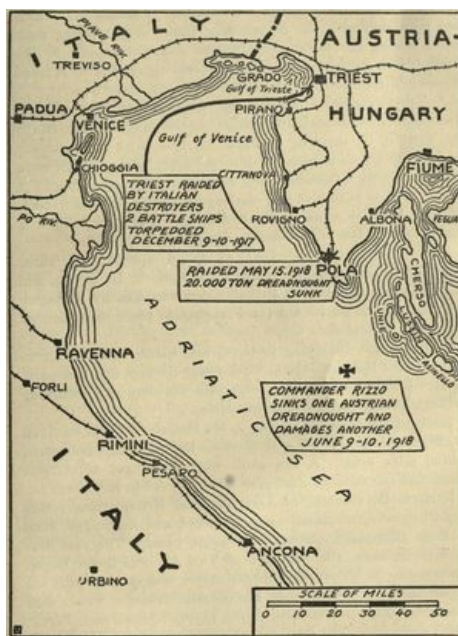 ITALY
PIAVE RIV.
TREVISO
AUSTRIA-
HUNGARY
GRADO
Gulf of Trieste
TRIEST
PADUA
VENICE
PIRANO
Gulf of Venice
CHIOGGIA
CITTANOVA
FIUME
TRIEST RAIDED
BY ITALIAN
DESTROYERS
2 BATTLE SHIPS
TORPEDOED
DECEMBER 9-10-1917
ROVIGNO
ALBONA
PO RIV.
POLA
RAIDED MAY 15, 1918
20.000 TON DREADNOUGHT
SUNK
CHERSO
LUSSIN
UNIE
ASINELLO
ADRIATIC SEA
RAVENNA
FORLI
COMMANDER RIZZO
SINKS ONE AUSTRIAN
DREADNOUGHT AND
DAMAGES ANOTHER
JUNE 9-10, 1918
RIMINI
PESARO
ITALY
ANCONA
URBINO
SCALE OF MILES
0 10 20 30 40 50